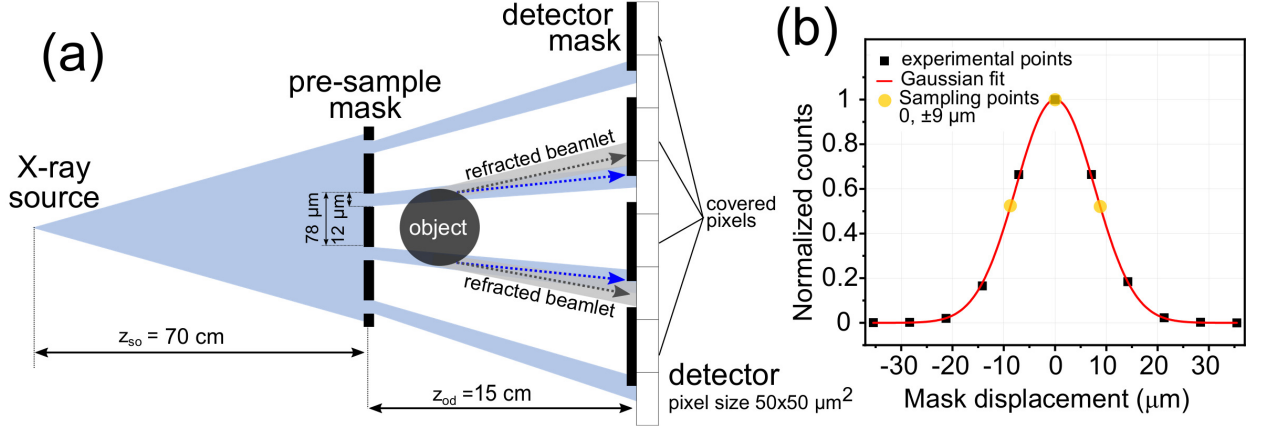 (a)
X-ray
source
pre-sample
mask
detector
mask
refracted beamlet
78 μm
12 μm
object
refracted beamlet
covered
pixels
z_so = 70 cm
z_od =15 cm
detector
pixel size 50x50 μm²
(b)
experimental points
Gaussian fit
Sampling points
0, ±9 μm
Normalized counts
1
0.8
0.6
0.4
0.2
0
-30 -20 -10 0 10 20 30
Mask displacement (μm)